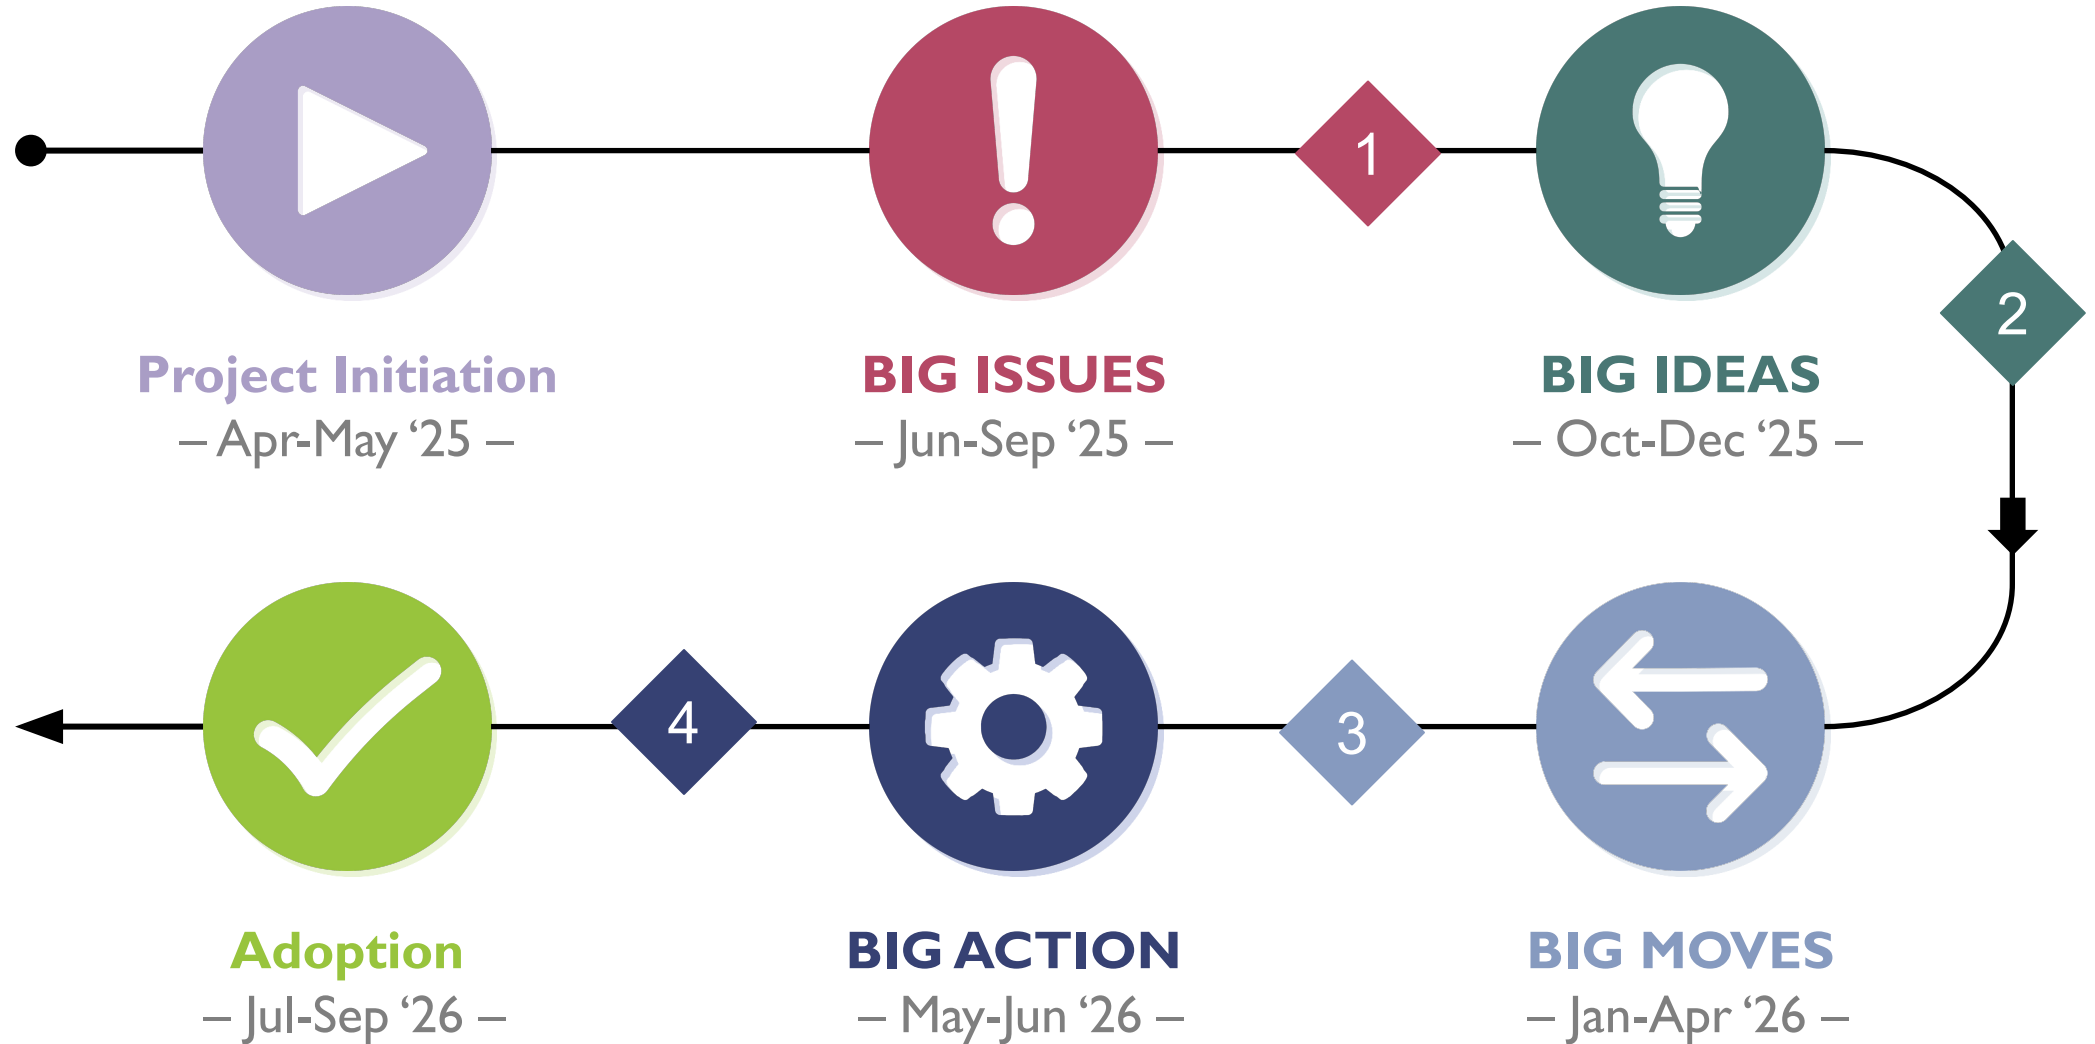 1
2
Project Initiation
– Apr-May ‘25 –
BIG ISSUES
– Jun-Sep ‘25 –
BIG IDEAS
– Oct-Dec ‘25 –
4
3
Adoption
– Jul-Sep ‘26 –
BIG ACTION
– May-Jun ‘26 –
BIG MOVES
– Jan-Apr ‘26 –